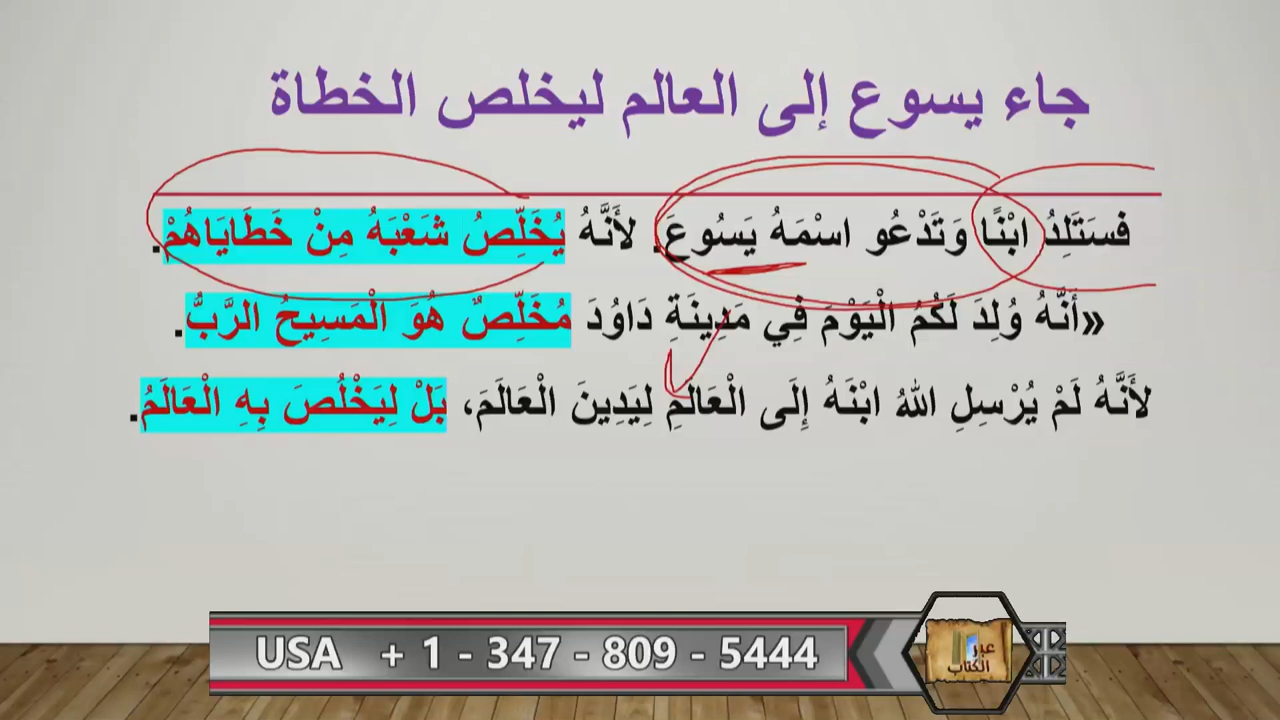 جاء يسوع إلى العالم ليخلص الخطاة
فَسَتَلِدُ ابْنًا وَتَدْعُو اسْمَهُ يَسُوعَ. لأَنَّهُ يُخَلِّصُ شَعْبَهُ مِنْ خَطَايَاهُمْ.
«أَنَّهُ وُلِدَ لَكُمُ الْيَوْمَ فِي مَدِينَةِ دَاوُدَ مُخَلِّصٌ هُوَ الْمَسِيحُ الرَّبُّ.
لأَنَّهُ لَمْ يُرْسِلِ اللهُ ابْنَهُ إِلَى الْعَالَمِ لِيَدِينَ الْعَالَمَ، بَلْ لِيَخْلُصَ بِهِ الْعَالَمُ.
USA + 1 - 347 - 809 - 5444
عبر
الكتاب